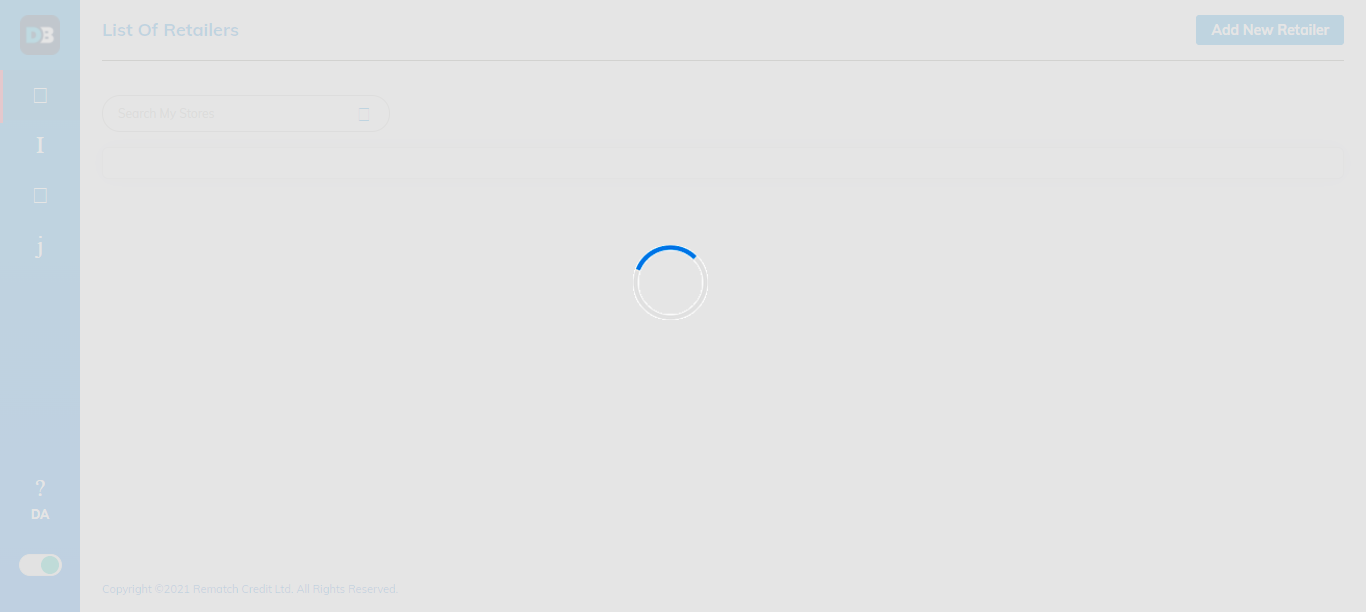 DB
List Of Retailers
Add New Retailer
Search My Stores
I
j
?
DA
Copyright ©2021 Rematch Credit Ltd. All Rights Reserved.